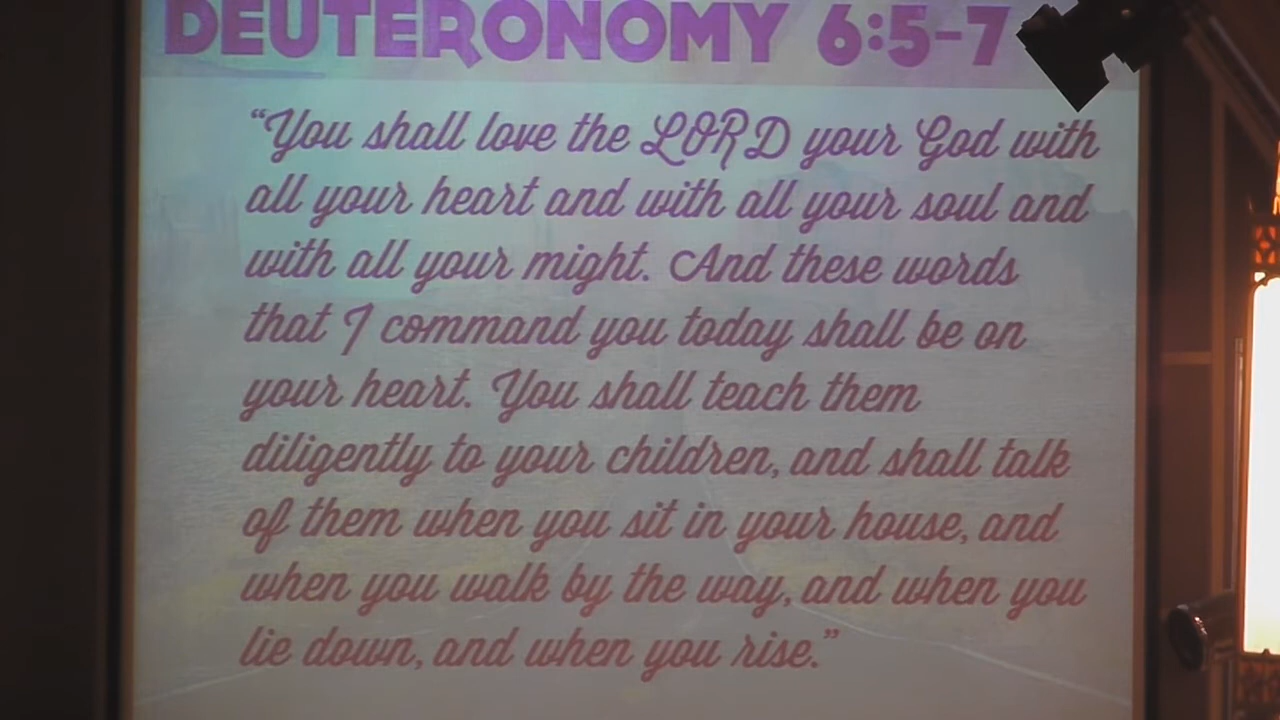 DEUTERONOMY 6:5-7
“You shall love the LORD your God with
all your heart and with all your soul and
with all your might. And these words
that I command you today shall be on
your heart. You shall teach them
diligently to your children, and shall talk
of them when you sit in your house, and
when you walk by the way, and when you
lie down, and when you rise.”